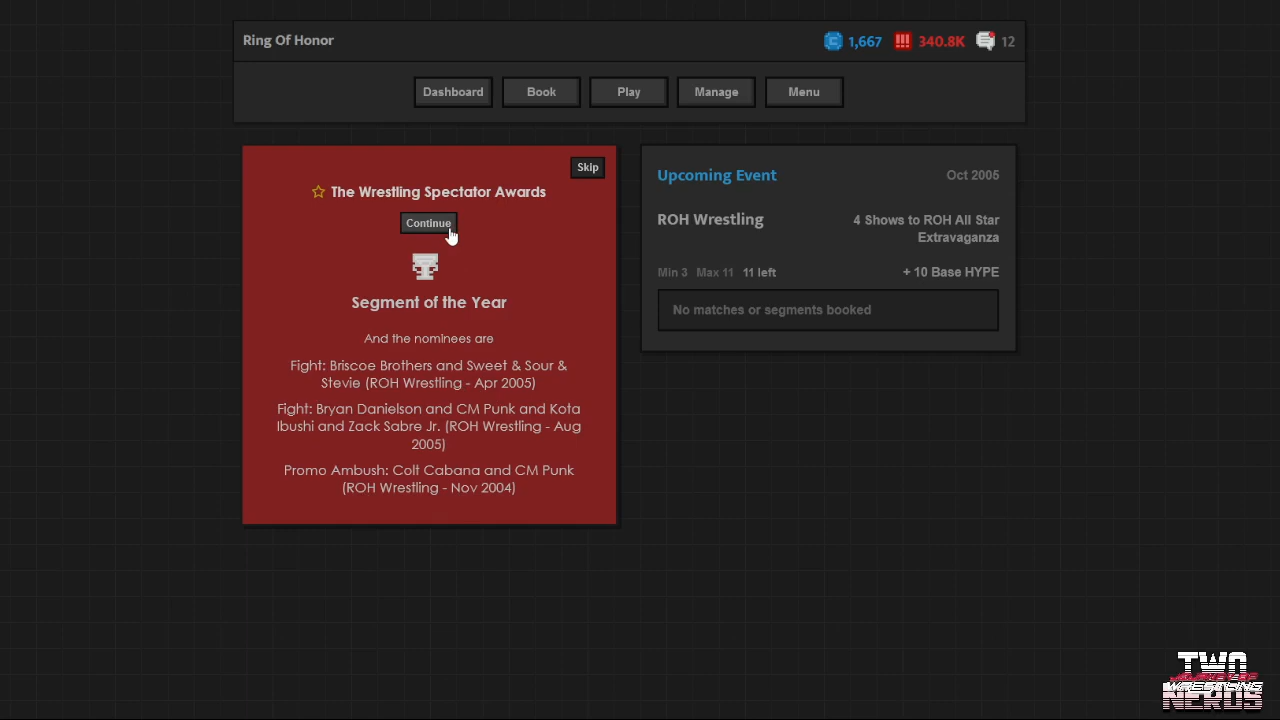 Ring Of Honor
1,667
340.8K
12
Dashboard
Book
Play
Manage
Menu
Skip
The Wrestling Spectator Awards
Continue
Segment of the Year
And the nominees are
Fight: Briscoe Brothers and Sweet & Sour &
Stevie (ROH Wrestling - Apr 2005)
Fight: Bryan Danielson and CM Punk and Kota
Ibushi and Zack Sabre Jr. (ROH Wrestling - Aug
2005)
Promo Ambush: Colt Cabana and CM Punk
(ROH Wrestling - Nov 2004)
Upcoming Event
Oct 2005
ROH Wrestling
4 Shows to ROH All Star
Extravaganza
Min 3 Max 11 11 left
+ 10 Base HYPE
No matches or segments booked
TWO
WRESTLING
NERDS